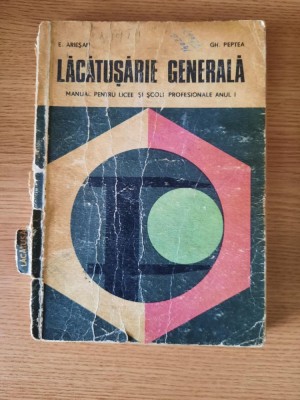 E. ARIEȘAN GH. PEPTEA
LĂCĂTUȘĂRIE GENERALĂ
MANUAL PENTRU LICEE ȘI ȘCOLI PROFESIONALE ANUL I